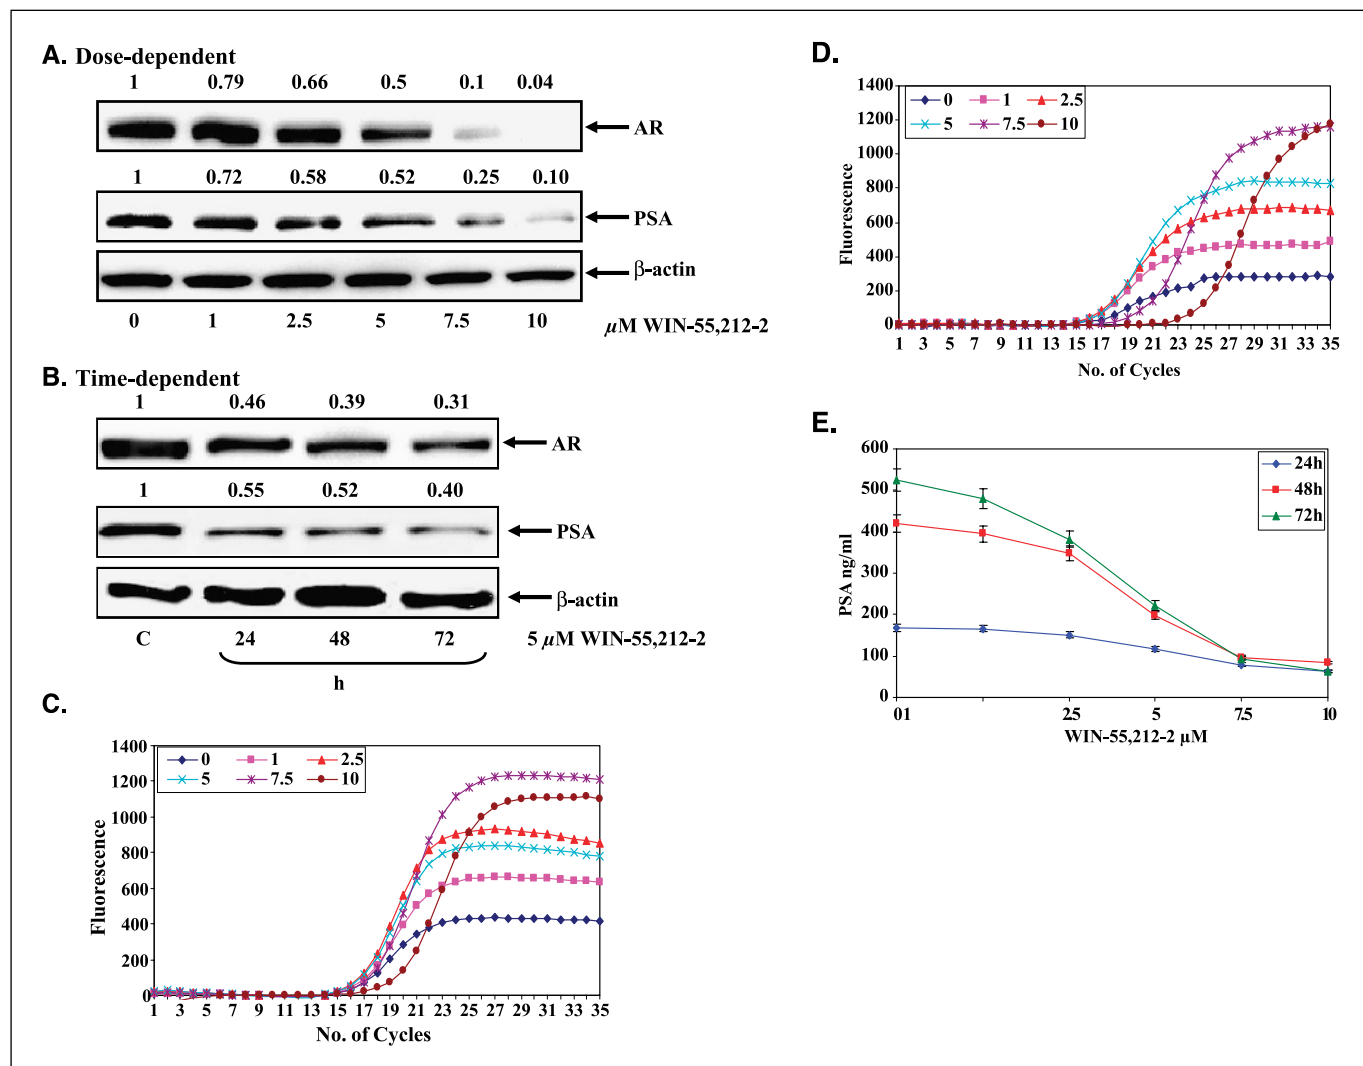 A. Dose-dependent
1 0.79 0.66 0.5 0.1 0.04
AR
1 0.72 0.58 0.52 0.25 0.10
PSA
β-actin
0 1 2.5 5 7.5 10 µM WIN-55,212-2
B. Time-dependent
1 0.46 0.39 0.31
AR
1 0.55 0.52 0.40
PSA
β-actin
C 24 48 72 5 µM WIN-55,212-2
h
C.
1400
1200
1000
800
600
400
200
0
Fluorescence
0 1 2.5
5 7.5 10
1 3 5 7 9 11 13 15 17 19 21 23 25 27 29 31 33 35
No. of Cycles
D.
1400
1200
1000
800
600
400
200
0
Fluorescence
0 1 2.5
5 7.5 10
1 3 5 7 9 11 13 15 17 19 21 23 25 27 29 31 33 35
No. of Cycles
E.
600
500
400
300
200
100
0
PSA ng/ml
24h
48h
72h
01 25 5 75 10
WIN-55,212-2 µM